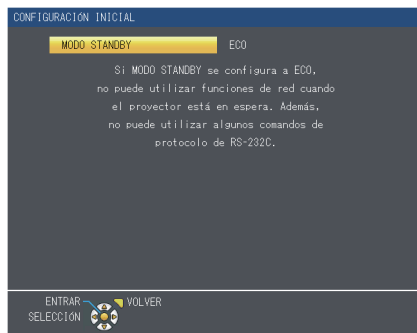 CONFIGURACIÓN INICIAL
MODO STANDBY ECO
Si MODO STANDBY se configura a ECO,
no puede utilizar funciones de red cuando
el proyector está en espera. Además,
no puede utilizar algunos comandos de
protocolo de RS-232C.
ENTRAR VOLVER
SELECCIÓN